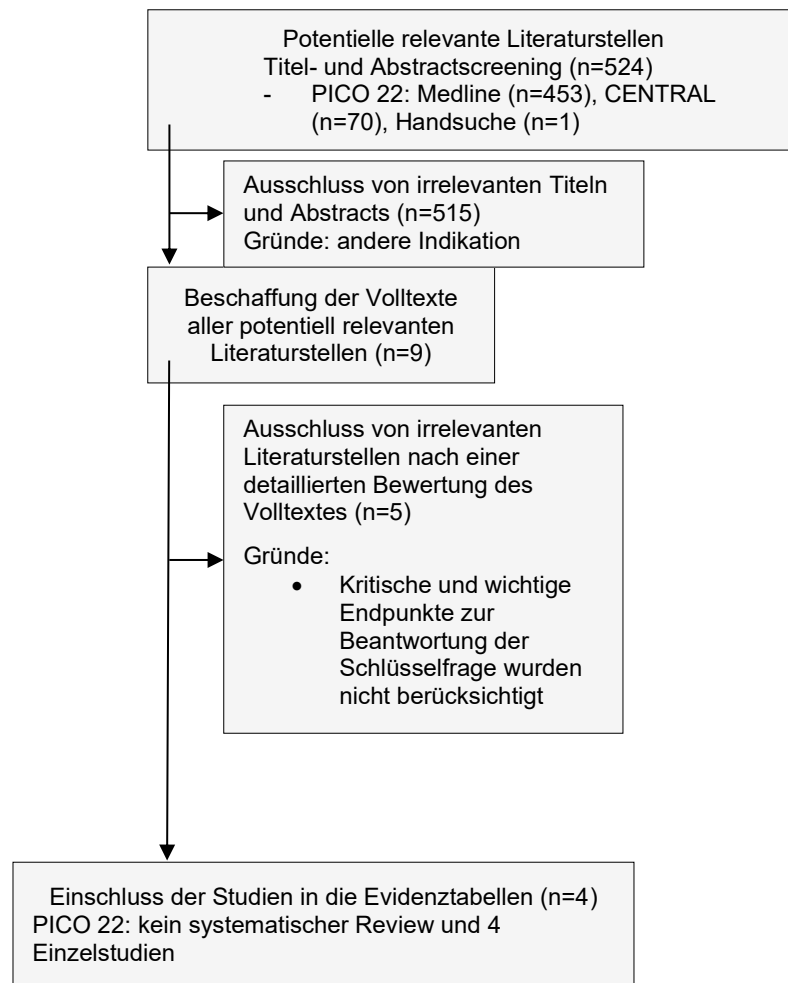 Potentielle relevante Literaturstellen
Titel- und Abstractscreening (n=524)
- PICO 22: Medline (n=453), CENTRAL
(n=70), Handsuche (n=1)
Ausschluss von irrelevanten Titeln
und Abstracts (n=515)
Gründe: andere Indikation
Beschaffung der Volltexte
aller potentiell relevanten
Literaturstellen (n=9)
Ausschluss von irrelevanten
Literaturstellen nach einer
detaillierten Bewertung des
Volltextes (n=5)
Gründe:
• Kritische und wichtige
Endpunkte zur
Beantwortung der
Schlüsselfrage wurden
nicht berücksichtigt
Einschluss der Studien in die Evidenztabellen (n=4)
PICO 22: kein systematischer Review und 4
Einzelstudien